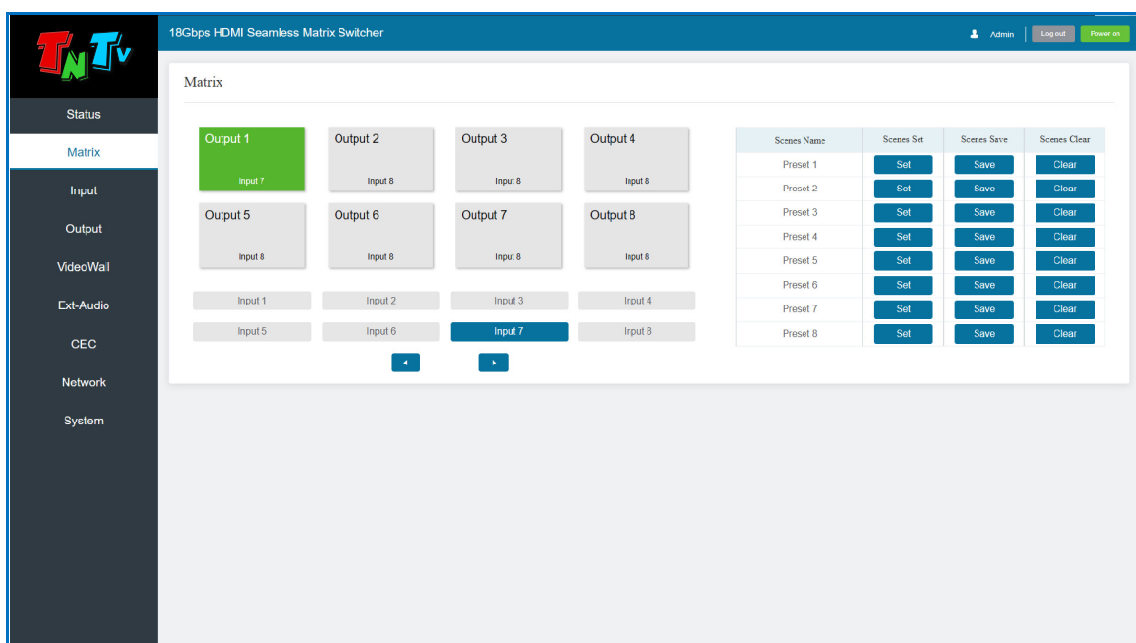 TNTv
18Gbps HDMI Seamless Matrix Switcher
Admin
Log out
Power on
Status
Matrix
Input
Output
VideoWall
Ext-Audio
CEC
Network
System
Matrix
Output 1
Input 7
Output 2
Input 8
Output 3
Input 8
Output 4
Input 8
Output 5
Input 8
Output 6
Input 8
Output 7
Input 8
Output 8
Input 8
Input 1
Input 2
Input 3
Input 4
Input 5
Input 6
Input 7
Input 8
Scenes Name Scenes Set Scenes Save Scenes Clear
Preset 1 Set Save Clear
Preset 2 Set Save Clear
Preset 3 Set Save Clear
Preset 4 Set Save Clear
Preset 5 Set Save Clear
Preset 6 Set Save Clear
Preset 7 Set Save Clear
Preset 8 Set Save Clear